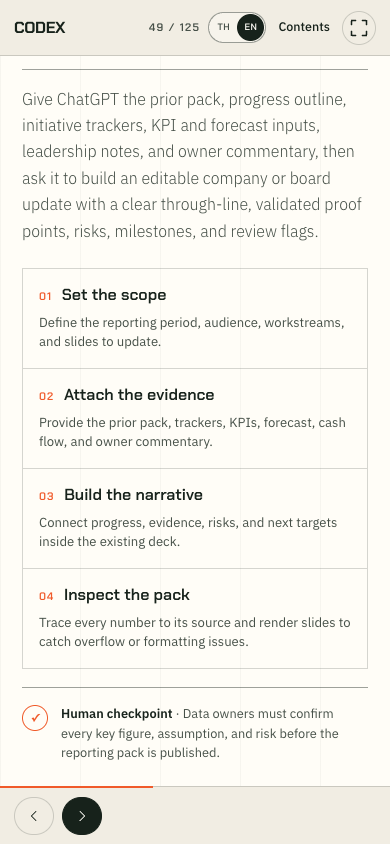 CODEX
49 / 125
TH
EN
Contents
Give ChatGPT the prior pack, progress outline,
initiative trackers, KPI and forecast inputs,
leadership notes, and owner commentary, then
ask it to build an editable company or board
update with a clear through-line, validated proof
points, risks, milestones, and review flags.
01 Set the scope
Define the reporting period, audience, workstreams,
and slides to update.
02 Attach the evidence
Provide the prior pack, trackers, KPIs, forecast, cash
flow, and owner commentary.
03 Build the narrative
Connect progress, evidence, risks, and next targets
inside the existing deck.
04 Inspect the pack
Trace every number to its source and render slides to
catch overflow or formatting issues.
Human checkpoint · Data owners must confirm
every key figure, assumption, and risk before the
reporting pack is published.